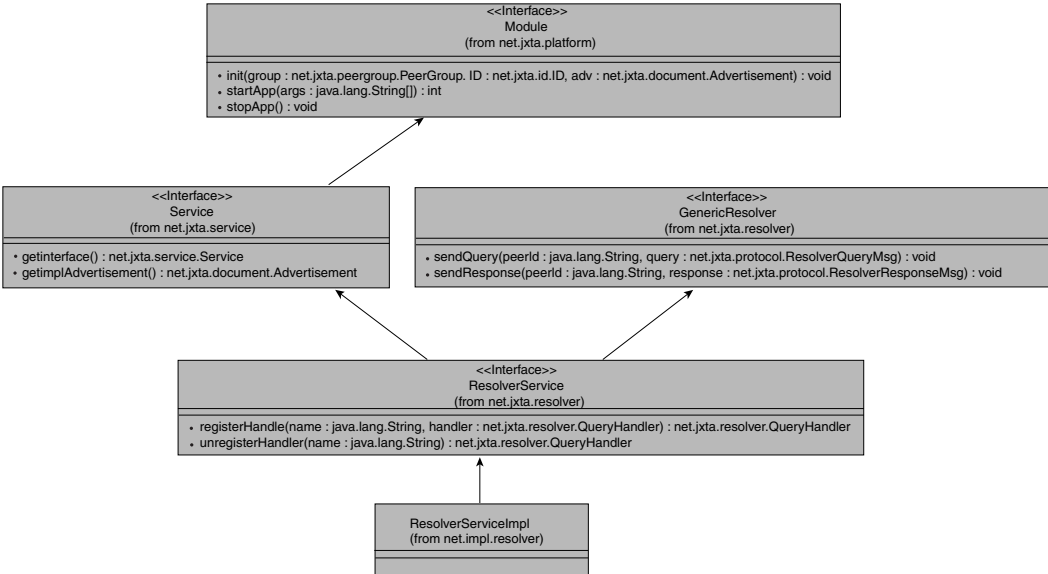 <<Interface>>
Module
(from net.jxta.platform)
• init(group : net.jxta.peergroup.PeerGroup. ID : net.jxta.id.ID, adv : net.jxta.document.Advertisement) : void
• startApp(args : java.lang.String[]) : int
• stopApp() : void
<<Interface>>
Service
(from net.jxta.service)
• getinterface() : net.jxta.service.Service
• getimplAdvertisement() : net.jxta.document.Advertisement
<<Interface>>
GenericResolver
(from net.jxta.resolver)
• sendQuery(peerId : java.lang.String, query : net.jxta.protocol.ResolverQueryMsg) : void
• sendResponse(peerId : java.lang.String, response : net.jxta.protocol.ResolverResponseMsg) : void
<<Interface>>
ResolverService
(from net.jxta.resolver)
• registerHandle(name : java.lang.String, handler : net.jxta.resolver.QueryHandler) : net.jxta.resolver.QueryHandler
• unregisterHandler(name : java.lang.String) : net.jxta.resolver.QueryHandler
ResolverServiceImpl
(from net.impl.resolver)